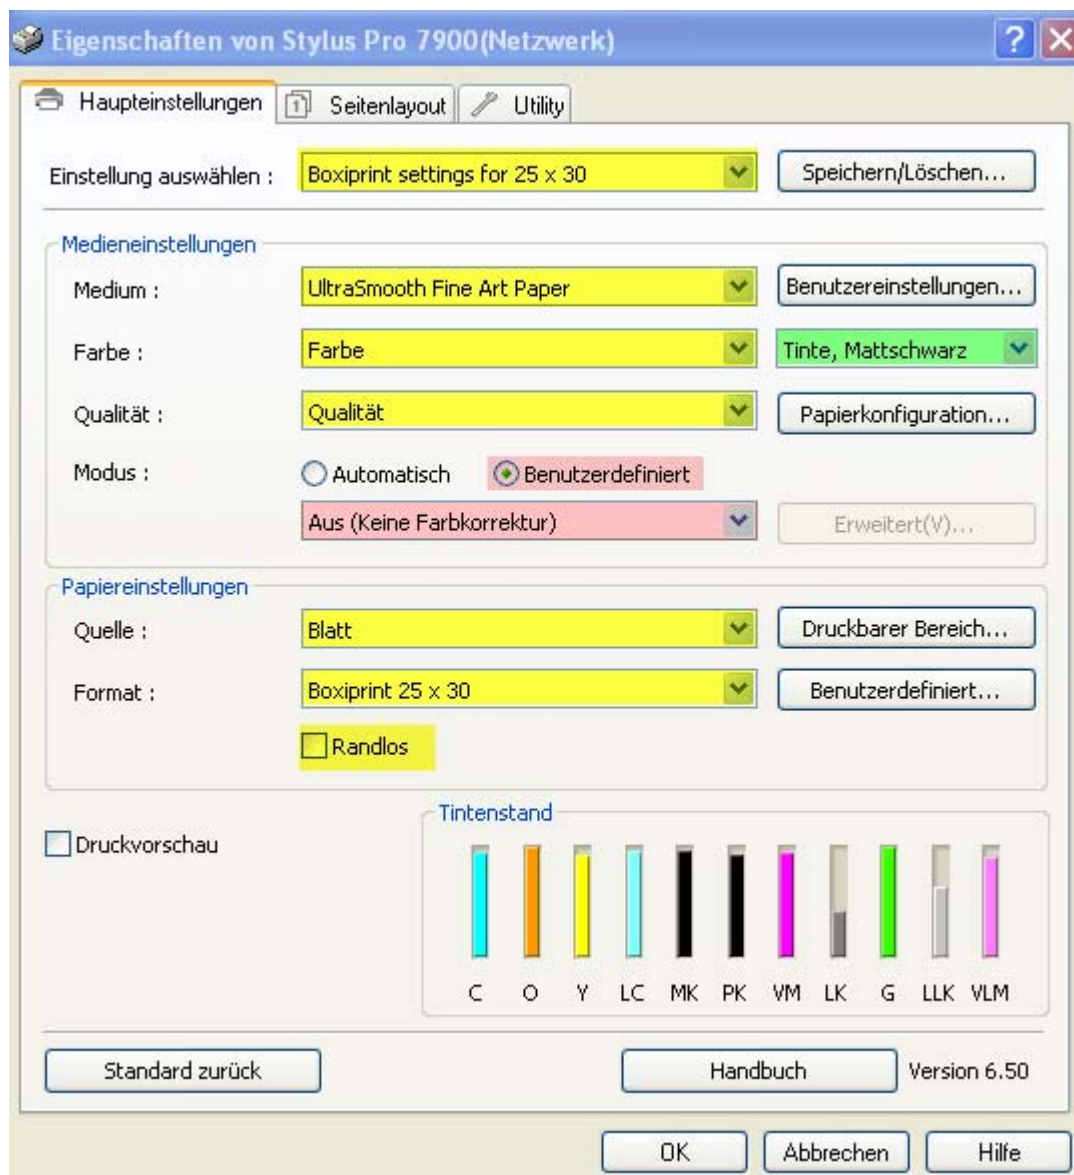 Eigenschaften von Stylus Pro 7900(Netzwerk)
Haupteinstellungen Seitenlayout Utility
Einstellung auswählen : Boxiprint settings for 25 x 30 Speichern/Löschen...
Medieneinstellungen
Medium : UltraSmooth Fine Art Paper Benutzereinstellungen...
Farbe : Farbe Tinte, Mattschwarz
Qualität : Qualität Papierkonfiguration...
Modus : Automatisch Benutzerdefiniert
Aus (Keine Farbkorrektur) Erweitert(V)...
Papiereinstellungen
Quelle : Blatt Druckbarer Bereich...
Format : Boxiprint 25 x 30 Benutzerdefiniert...
Randlos
Tintenstand
Druckvorschau
C O Y LC MK PK VM LK G LLK VLM
Standard zurück Handbuch Version 6.50
OK Abbrechen Hilfe